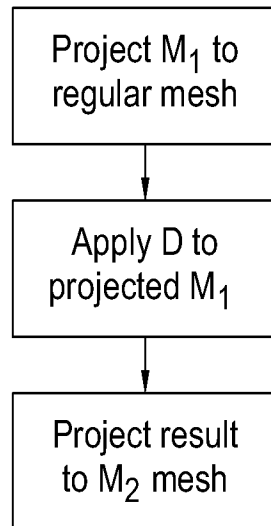 Project M₁ to
regular mesh
Apply D to
projected M₁
Project result
to M₂ mesh